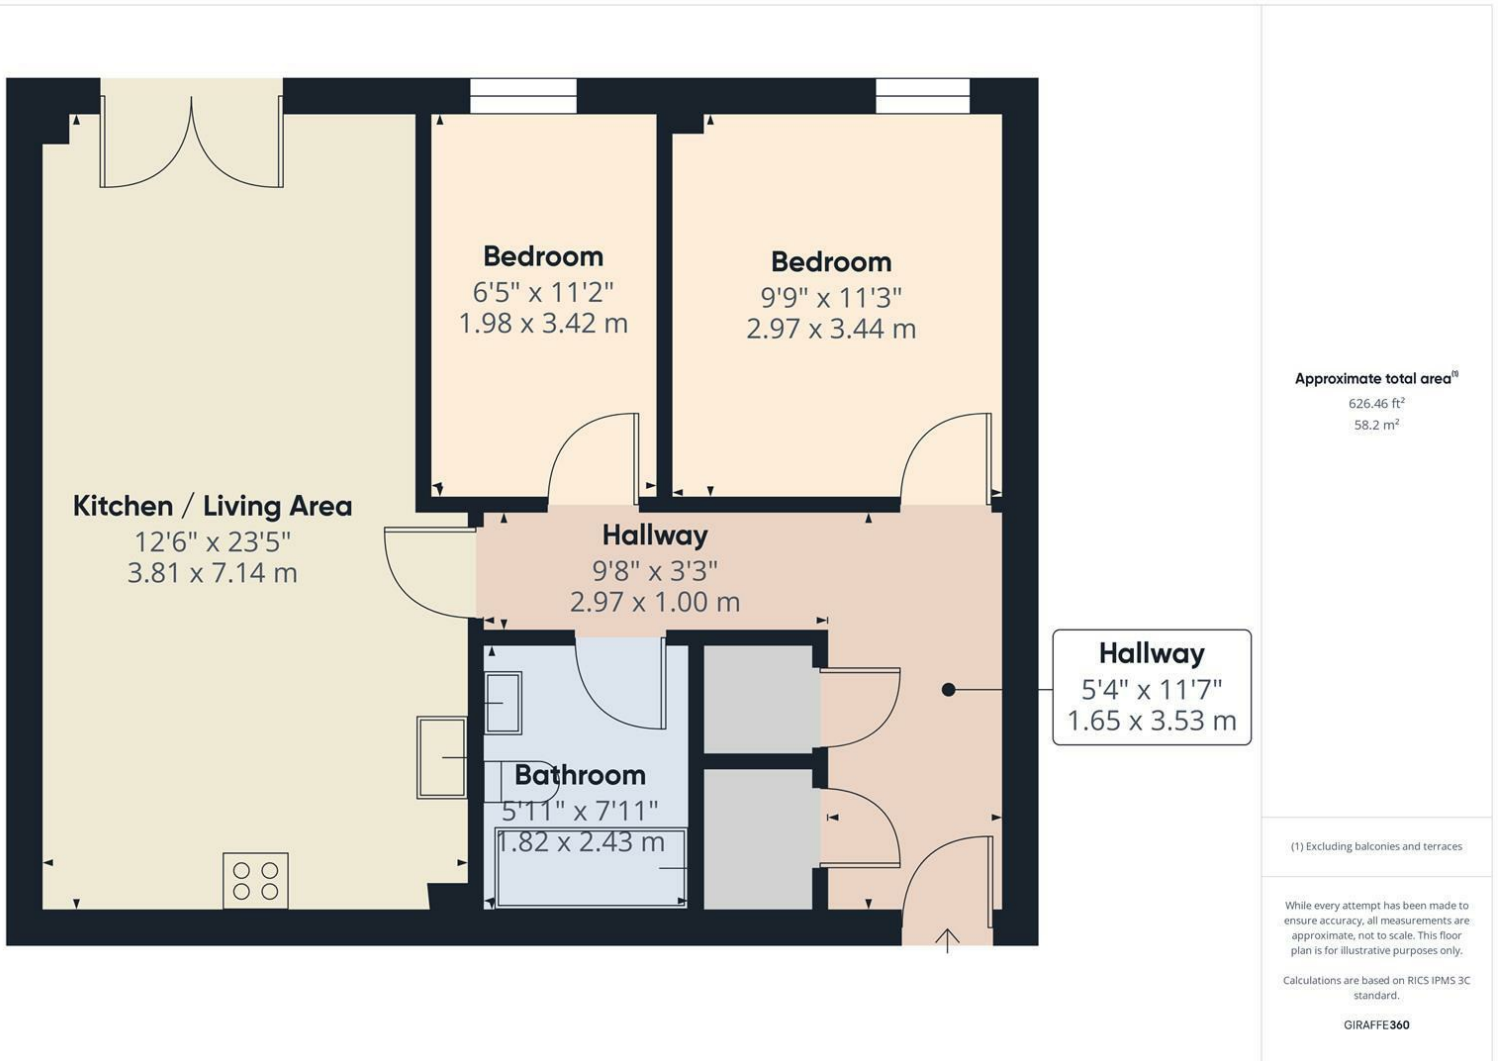 Bedroom
6'5" x 11'2"
1.98 x 3.42 m
Bedroom
9'9" x 11'3"
2.97 x 3.44 m
Kitchen / Living Area
12'6" x 23'5"
3.81 x 7.14 m
Hallway
9'8" x 3'3"
2.97 x 1.00 m
Hallway
5'4" x 11'7"
1.65 x 3.53 m
Bathroom
5'11" x 7'11"
1.82 x 2.43 m
Approximate total area(1)
626.46 ft²
58.2 m²
(1) Excluding balconies and terraces
While every attempt has been made to
ensure accuracy, all measurements are
approximate, not to scale. This floor
plan is for illustrative purposes only.
Calculations are based on RICS IPMS 3C
standard.
GIRAFFE360